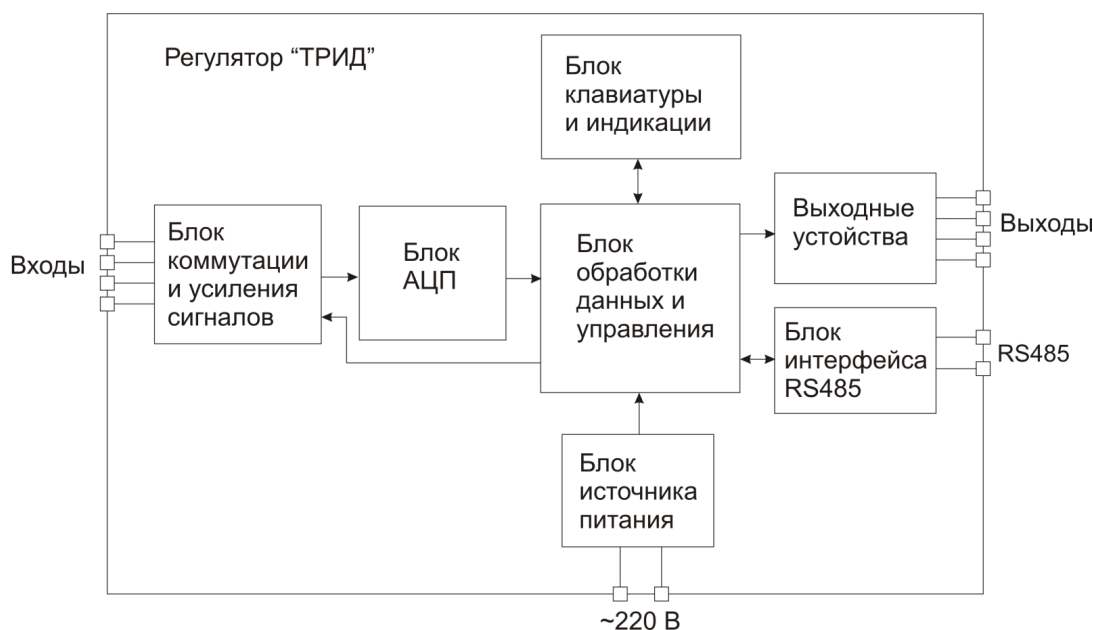 Регулятор “ТРИД”
Блок
клавиатуры
и индикации
Входы
Блок
коммутации
и усиления
сигналов
Блок
АЦП
Блок
обработки
данных и
управления
Выходные
устойства
Выходы
Блок
интерфейса
RS485
RS485
Блок
источника
питания
~220 В